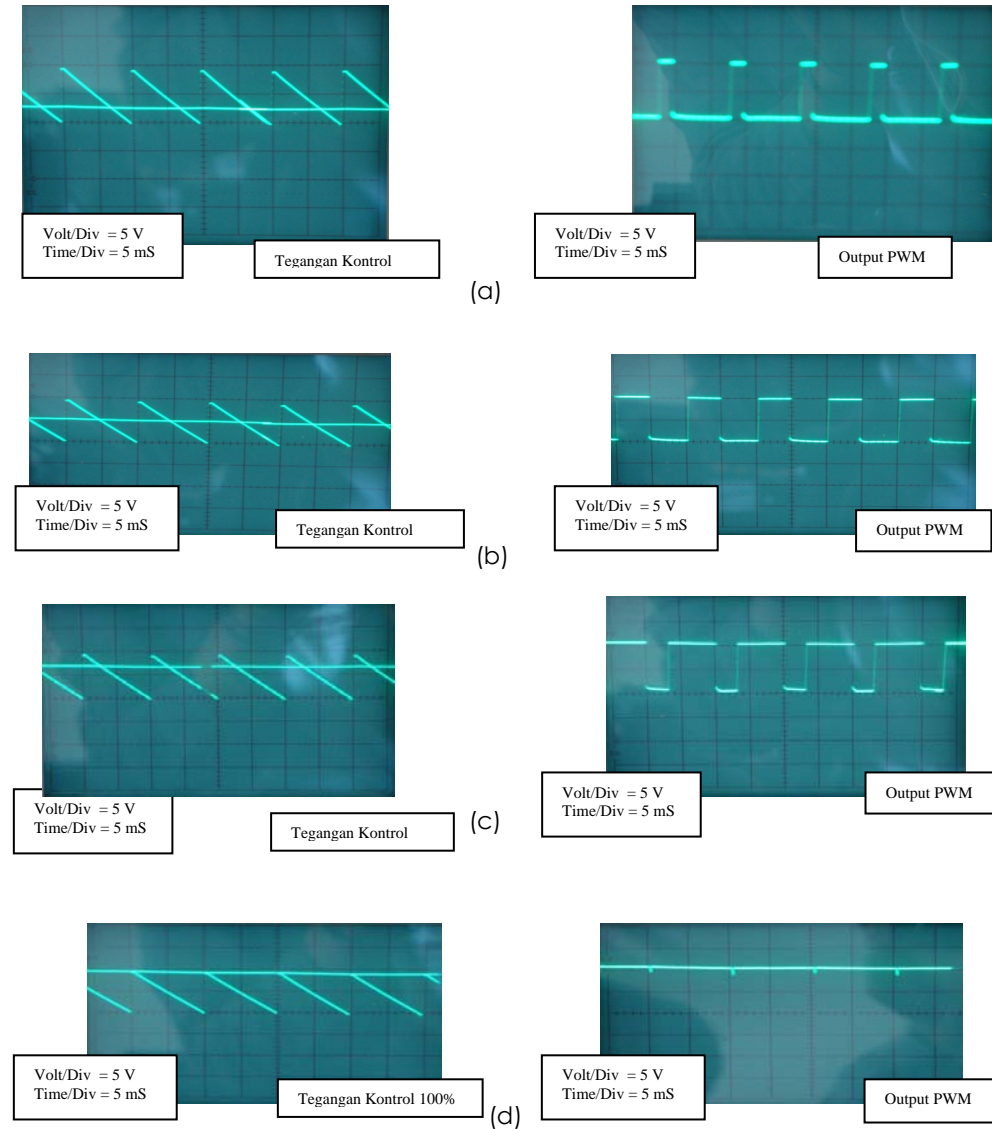 Volt/Div = 5 V
Time/Div = 5 mS
Tegangan Kontrol
Volt/Div = 5 V
Time/Div = 5 mS
Output PWM
(a)
Volt/Div = 5 V
Time/Div = 5 mS
Tegangan Kontrol
Volt/Div = 5 V
Time/Div = 5 mS
Output PWM
(b)
Volt/Div = 5 V
Time/Div = 5 mS
Tegangan Kontrol
(c)
Volt/Div = 5 V
Time/Div = 5 mS
Output PWM
Volt/Div = 5 V
Time/Div = 5 mS
Tegangan Kontrol 100%
(d)
Volt/Div = 5 V
Time/Div = 5 mS
Output PWM